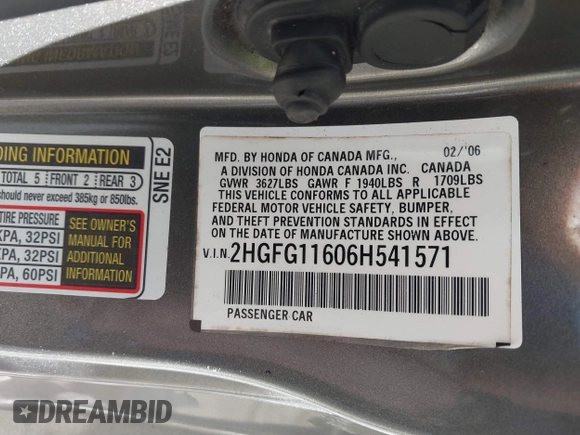 DING INFORMATION
TOTAL 5 FRONT 2 REAR 3
should never exceed 385kg or 850lbs.
TIRE PRESSURE
KPA, 32PSI
KPA, 32PSI
PA, 60PSI
SEE OWNER'S
MANUAL FOR
ADDITIONAL
INFORMATION
SNE E2
MFD. BY HONDA OF CANADA MFG., 02/'06
A DIVISION OF HONDA CANADA INC. CANADA
GVWR 3627LBS GAWR F 1940LBS R 1709LBS
THIS VEHICLE CONFORMS TO ALL APPLICABLE
FEDERAL MOTOR VEHICLE SAFETY, BUMPER,
AND THEFT PREVENTION STANDARDS IN EFFECT ON
THE DATE OF MANUFACTURE SHOWN ABOVE.
V.I.N. 2HGFG11606H541571
PASSENGER CAR
DREAMBID